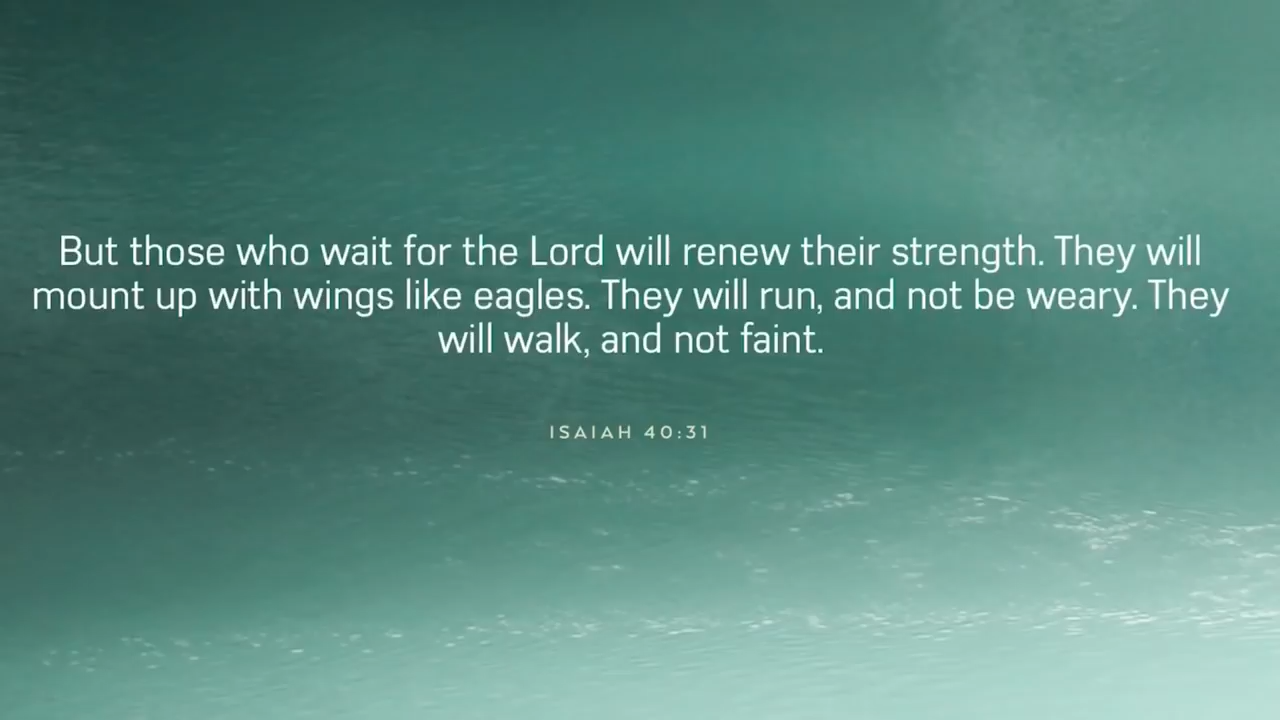 But those who wait for the Lord will renew their strength. They will
mount up with wings like eagles. They will run, and not be weary. They
will walk, and not faint.
ISAIAH 40:31